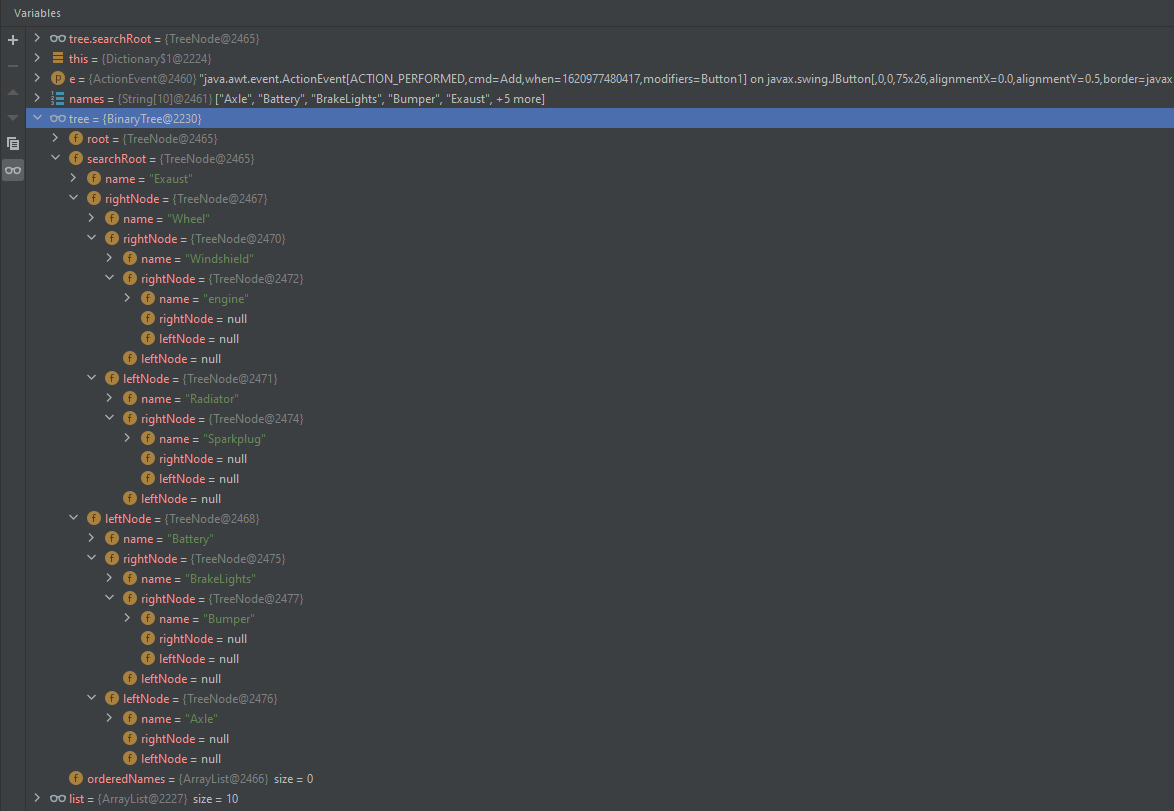 Variables
tree.searchRoot = {TreeNode@2465}
this = {Dictionary$1@2224}
p e = {ActionEvent@2460} "java.awt.event.ActionEvent[ACTION_PERFORMED,cmd=Add,when=1620977480417,modifiers=Button1] on javax.swing.JButton[,0,0,75x26,alignmentX=0.0,alignmentY=0.5,border=javax
names = {String[10]@2461} ["Axle", "Battery", "BrakeLights", "Bumper", "Exaust", +5 more]
tree = {BinaryTree@2230}
f root = {TreeNode@2465}
f searchRoot = {TreeNode@2465}
f name = "Exaust"
f rightNode = {TreeNode@2467}
f name = "Wheel"
f rightNode = {TreeNode@2470}
f name = "Windshield"
f rightNode = {TreeNode@2472}
f name = "engine"
f rightNode = null
f leftNode = null
f leftNode = null
f leftNode = {TreeNode@2471}
f name = "Radiator"
f rightNode = {TreeNode@2474}
f name = "Sparkplug"
f rightNode = null
f leftNode = null
f leftNode = null
f leftNode = {TreeNode@2468}
f name = "Battery"
f rightNode = {TreeNode@2475}
f name = "BrakeLights"
f rightNode = {TreeNode@2477}
f name = "Bumper"
f rightNode = null
f leftNode = null
f leftNode = null
f leftNode = {TreeNode@2476}
f name = "Axle"
f rightNode = null
f leftNode = null
f orderedNames = {ArrayList@2466} size = 0
list = {ArrayList@2227} size = 10